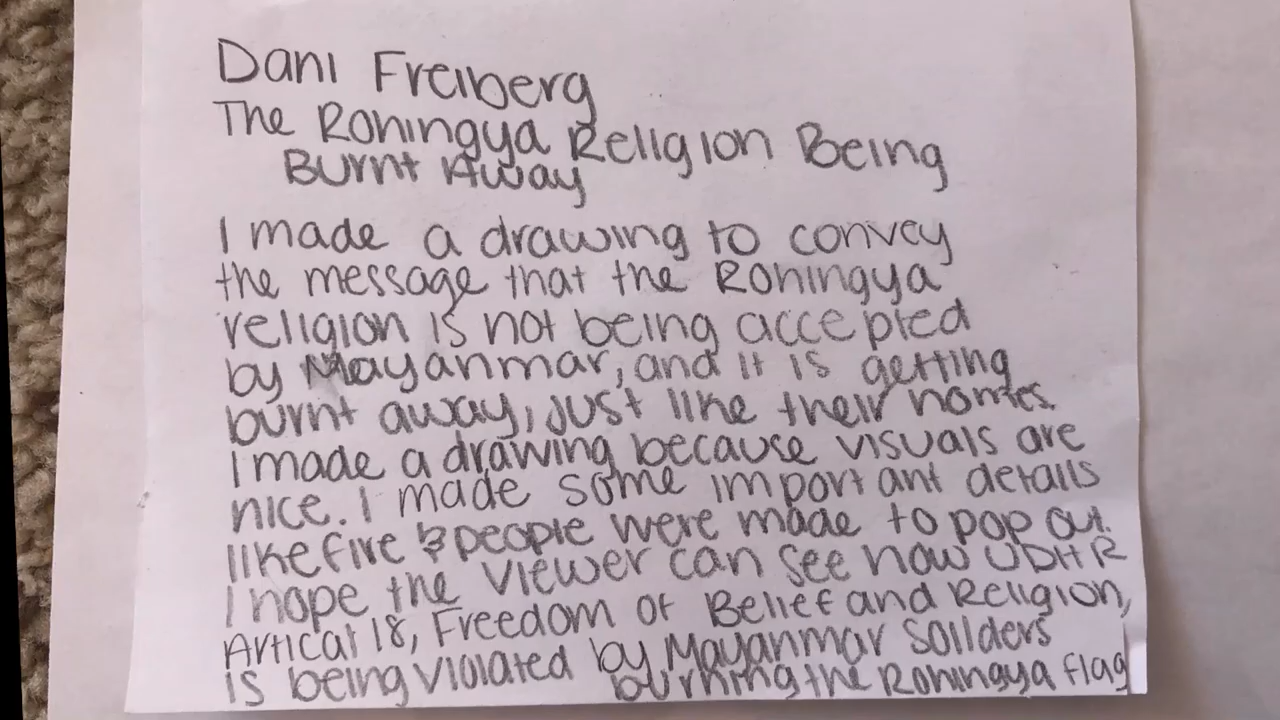 Dani Freiberg
The Rohingya Religion Being
Burnt Away
I made a drawing to convey
the message that the Rohingya
religion is not being accepted
by Mayanmar, and it is getting
burnt away, just like their homes.
I made a drawing because visuals are
nice. I made some important details
like fire & people were made to pop out.
I hope the viewer can see how UDHR
Artical 18, Freedom of Belief and Religion,
is being violated by Mayanmar Soilders
burning the Rohingya flag